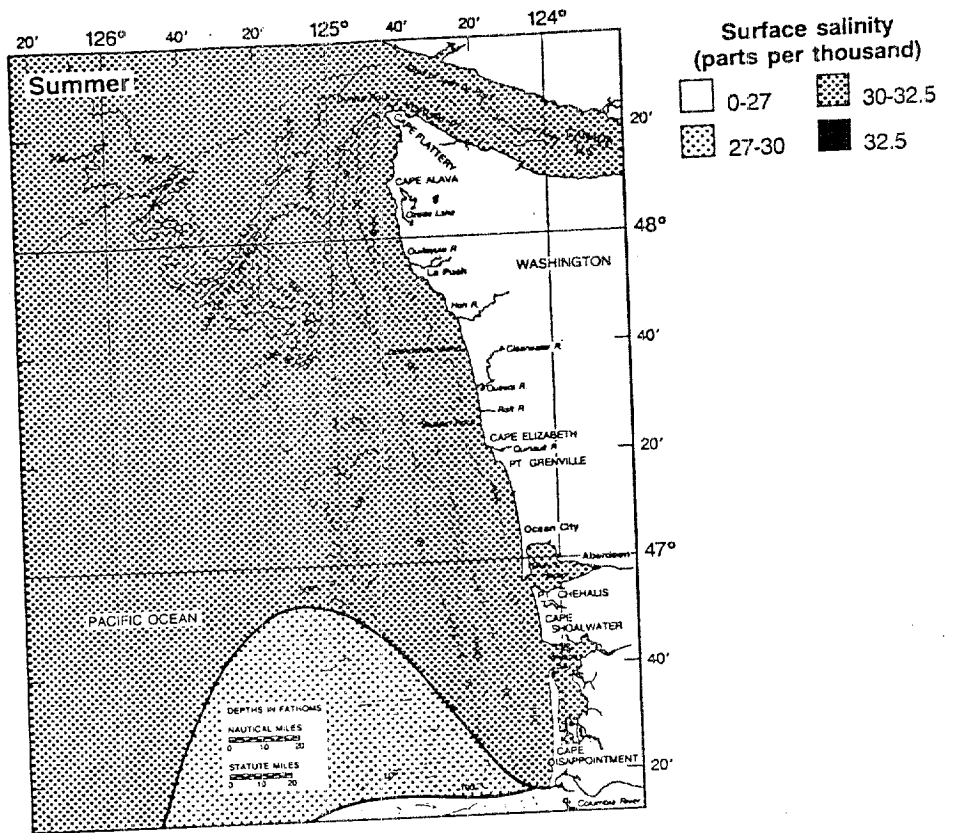 20' 126° 40' 20' 125° 40' 20' 124°
Surface salinity
(parts per thousand)
0-27
30-32.5
27-30
32.5
Summer
20'
CAPE FLATTERY
CAPE ALAVA
Lake
48°
R
WASHINGTON
La Push
Hoh R.
40'
Clearwater R.
Queets R.
Raft R
CAPE ELIZABETH
20'
Quinault R
PT GRENVILLE
Ocean City
47°
Aberdeen
PT CHEHALIS
PACIFIC OCEAN
CAPE
SHOALWATER
40'
DEPTHS IN FATHOMS
NAUTICAL MILES
0 10 20
STATUTE MILES
0 10 20
CAPE
DISAPPOINTMENT
20'
Columbia River